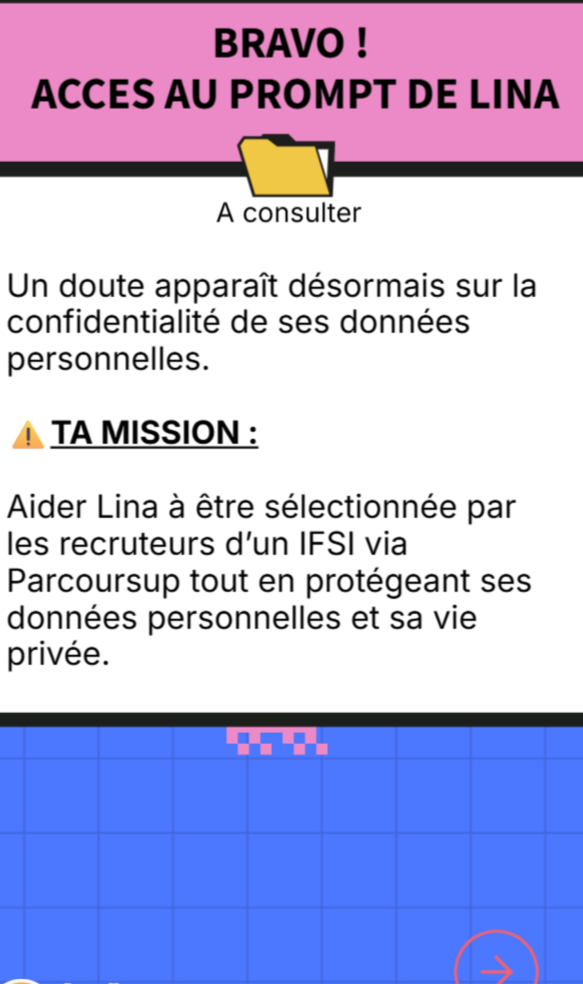 BRAVO !
ACCES AU PROMPT DE LINA
A consulter
Un doute apparaît désormais sur la
confidentialité de ses données
personnelles.
⚠️ TA MISSION :
Aider Lina à être sélectionnée par
les recruteurs d’un IFSI via
Parcoursup tout en protégeant ses
données personnelles et sa vie
privée.